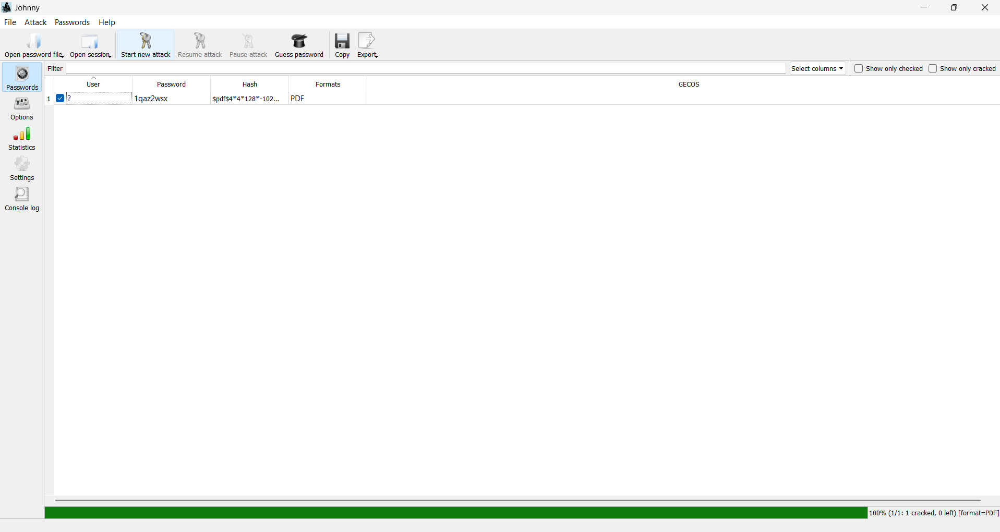 Johnny
File Attack Passwords Help
Open password file Open session Start new attack Resume attack Pause attack Guess password Copy Export
Passwords
Options
Statistics
Settings
Console log
Filter Select columns Show only checked Show only cracked
User Password Hash Formats GECOS
1 ? 1qaz2wsx $pdf$4*4*128*-102... PDF
100% (1/1: 1 cracked, 0 left) [format=PDF]